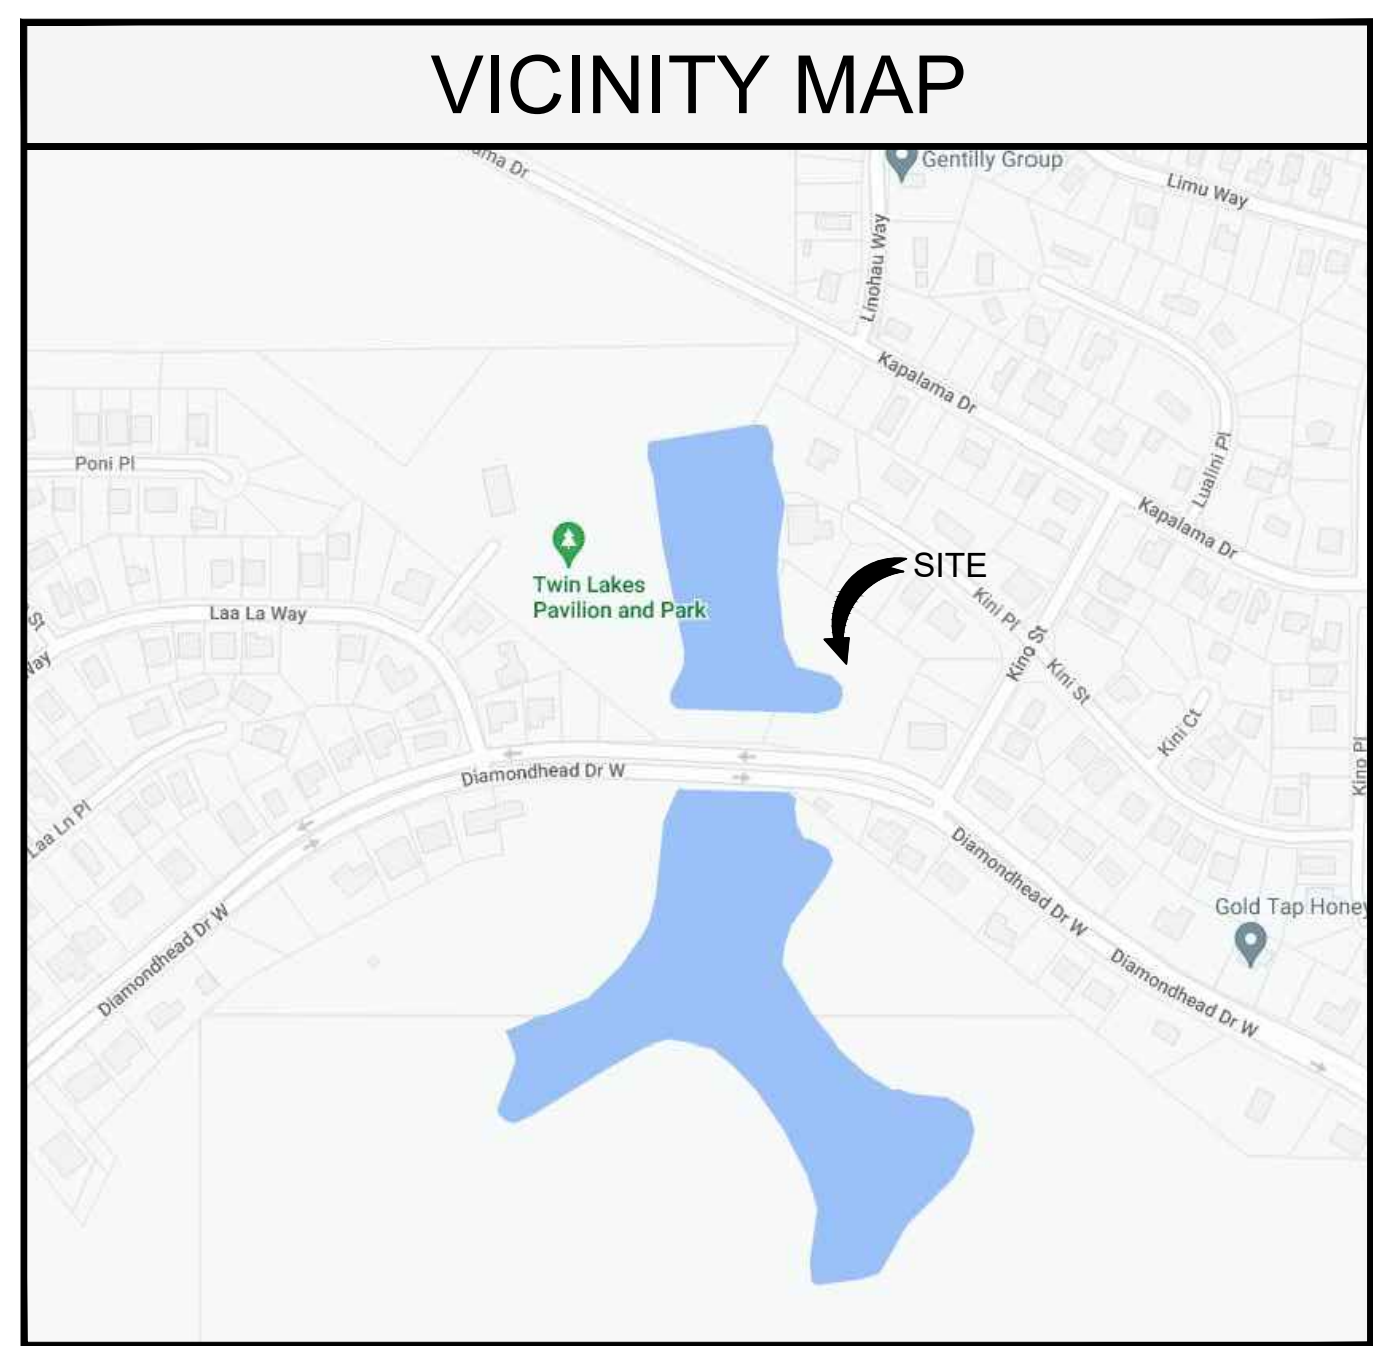 VICINITY MAP
ama Dr
Gentilly Group
Limu Way
Linohau Way
Kapalama Dr
Poni Pl
Lualini Pl
Kapalama Dr
Twin Lakes
Pavilion and Park
SITE
Kini Pl
Laa La Way
St
Way
Kino St
Kini St
Kini Ct
Kino Pl
Diamondhead Dr W
Laa Ln Pl
Diamondhead Dr W
Gold Tap Honey
Diamondhead Dr W
Diamondhead Dr W